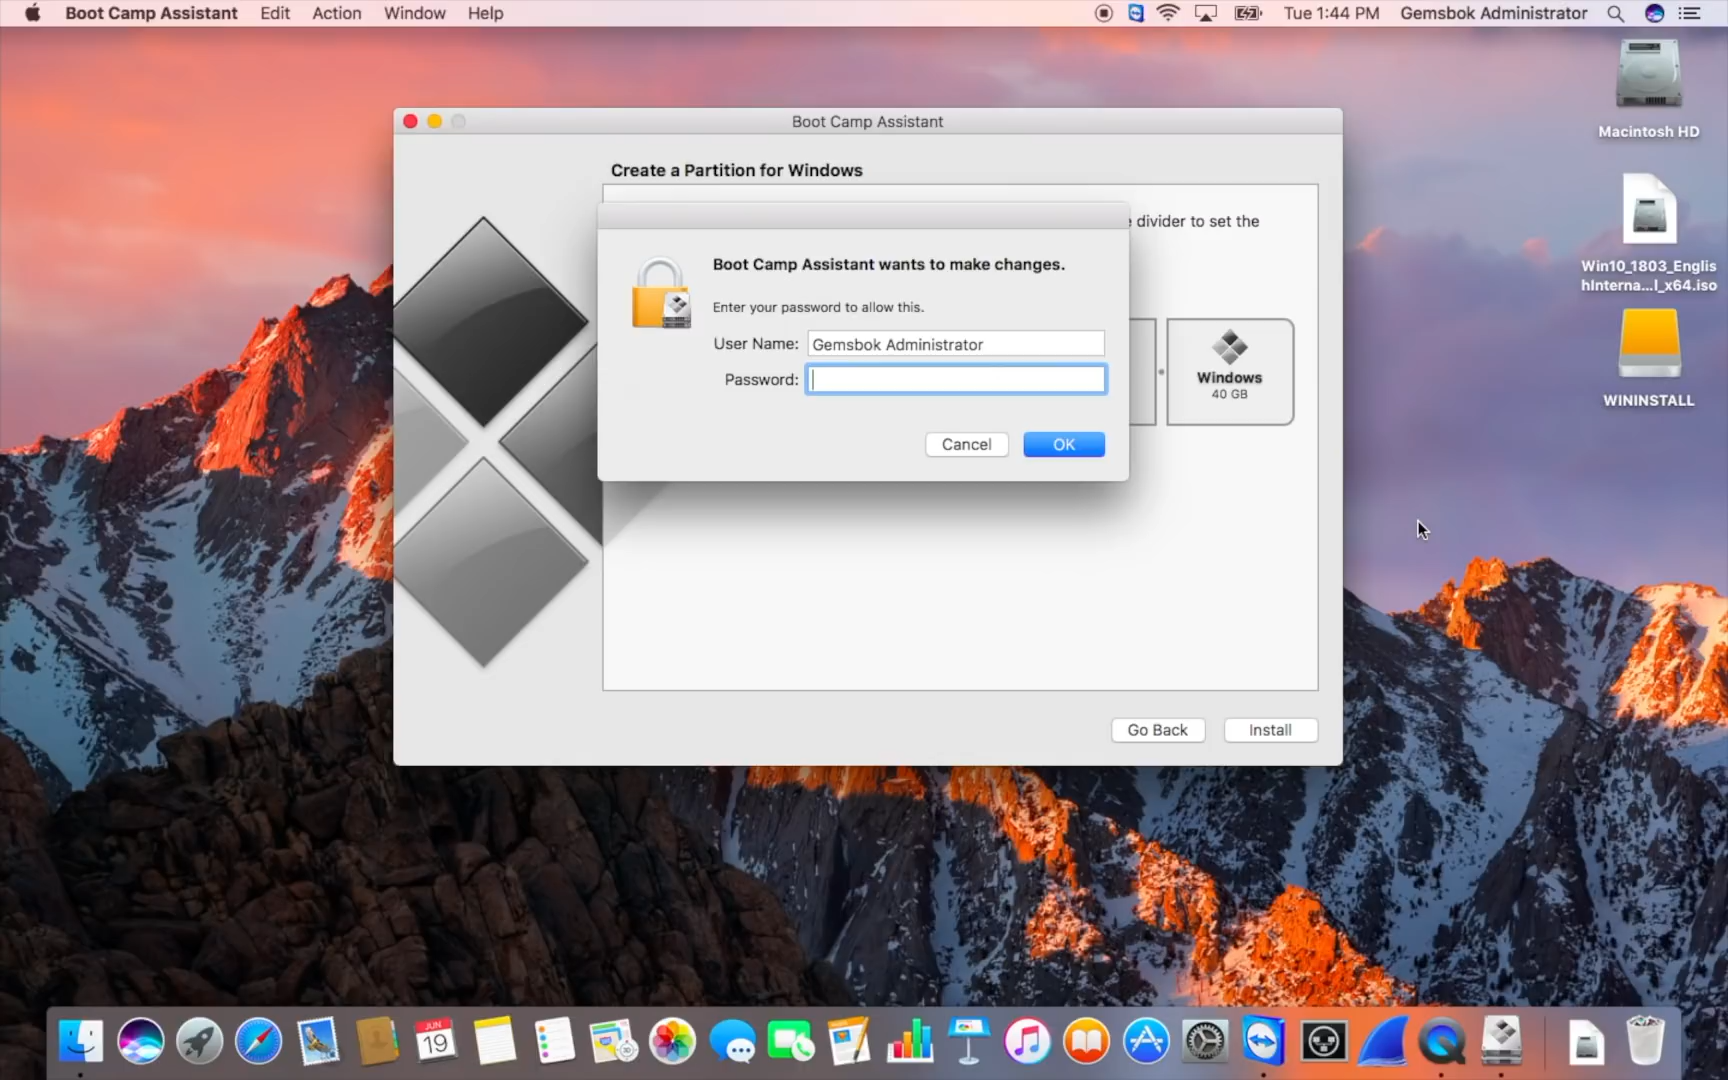 Boot Camp Assistant Edit Action Window Help Tue 1:44 PM Gemsbok Administrator
Macintosh HD
Win10_1803_Englis
hInterna...l_x64.iso
WININSTALL
Boot Camp Assistant
Create a Partition for Windows
divider to set the
Boot Camp Assistant wants to make changes.
Enter your password to allow this.
User Name: Gemsbok Administrator
Password:
Cancel OK
Windows
40 GB
Go Back Install
JUN
19